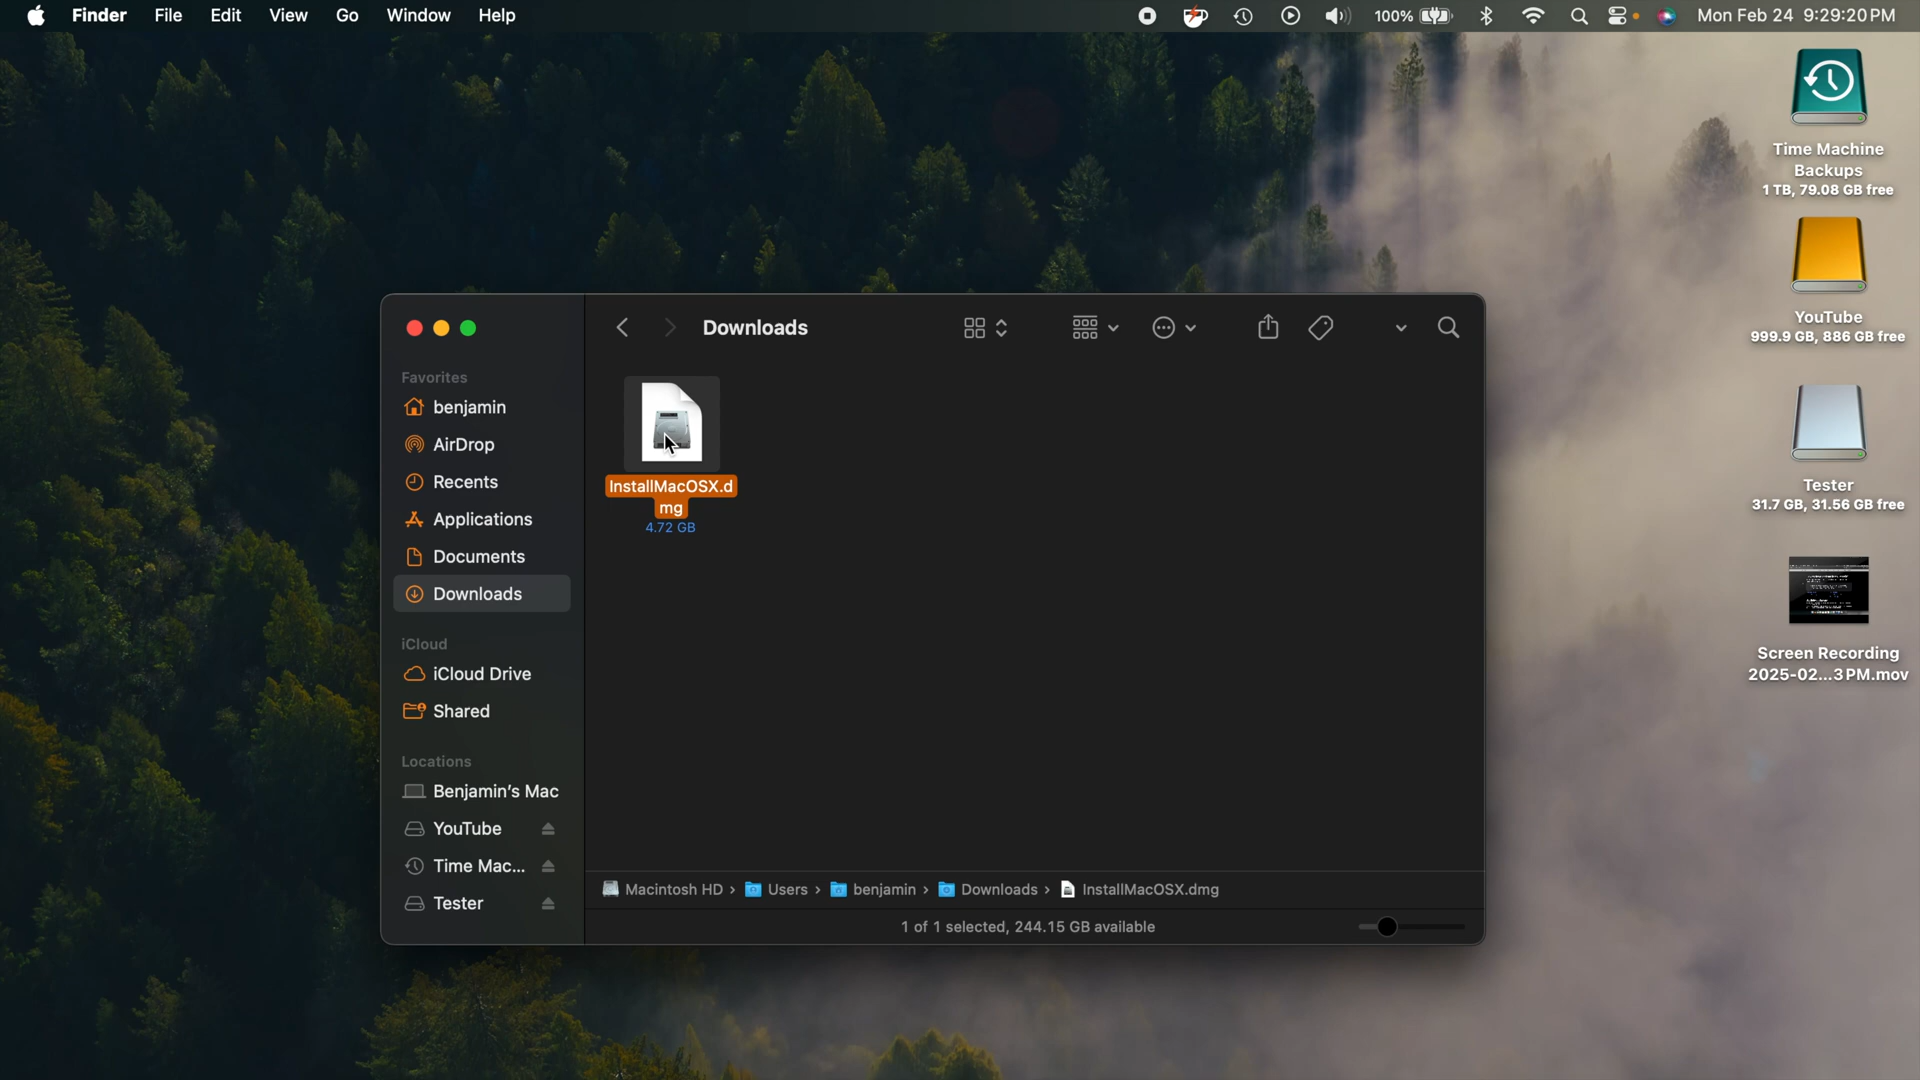 Finder File Edit View Go Window Help
100% Mon Feb 24 9:29:20 PM
Time Machine
Backups
1 TB, 79.08 GB free
YouTube
999.9 GB, 886 GB free
Tester
31.7 GB, 31.56 GB free
Screen Recording
2025-02...3 PM.mov
Downloads
Favorites
benjamin
AirDrop
Recents
Applications
Documents
Downloads
iCloud
iCloud Drive
Shared
Locations
Benjamin's Mac
YouTube
Time Mac...
Tester
InstallMacOSX.d
mg
4.72 GB
Macintosh HD › Users › benjamin › Downloads › InstallMacOSX.dmg
1 of 1 selected, 244.15 GB available